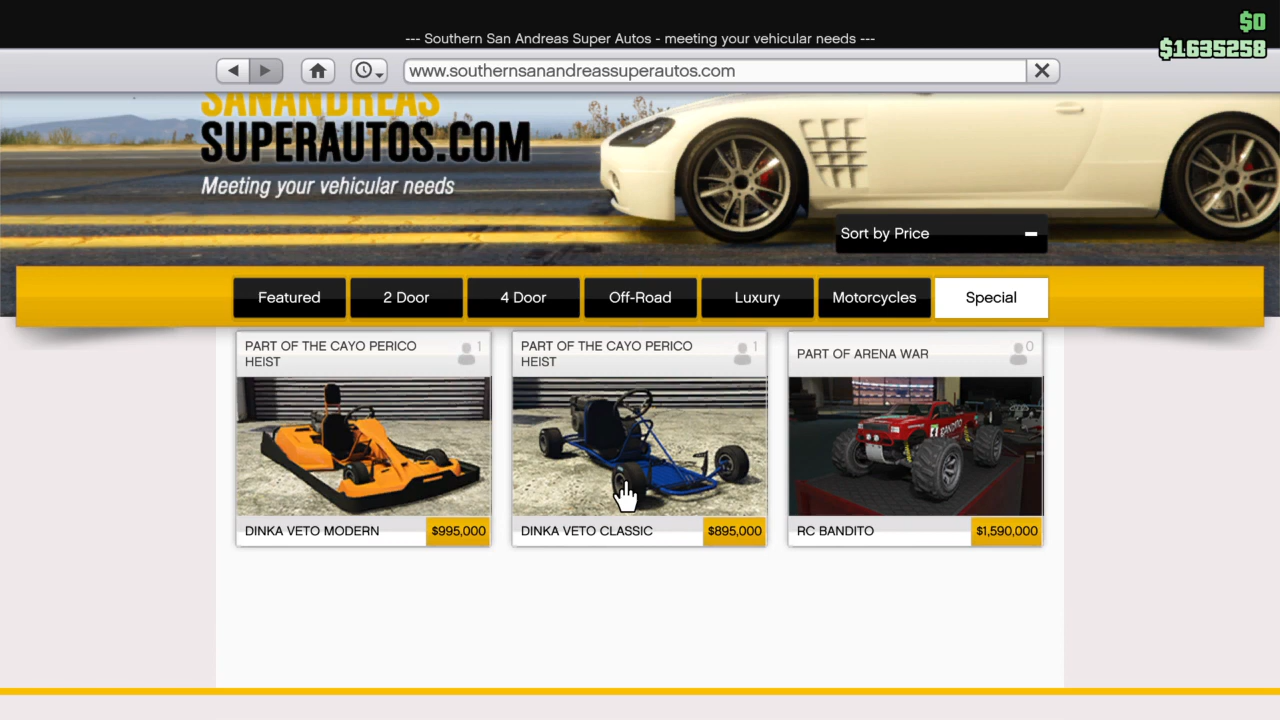 --- Southern San Andreas Super Autos - meeting your vehicular needs ---
$0
$1635258
www.southernsanandreassuperautos.com
SANANDREAS
SUPERAUTOS.COM
Meeting your vehicular needs
Sort by Price
Featured
2 Door
4 Door
Off-Road
Luxury
Motorcycles
Special
PART OF THE CAYO PERICO
HEIST
1
DINKA VETO MODERN
$995,000
PART OF THE CAYO PERICO
HEIST
1
DINKA VETO CLASSIC
$895,000
PART OF ARENA WAR
0
BANDITO
RC BANDITO
$1,590,000